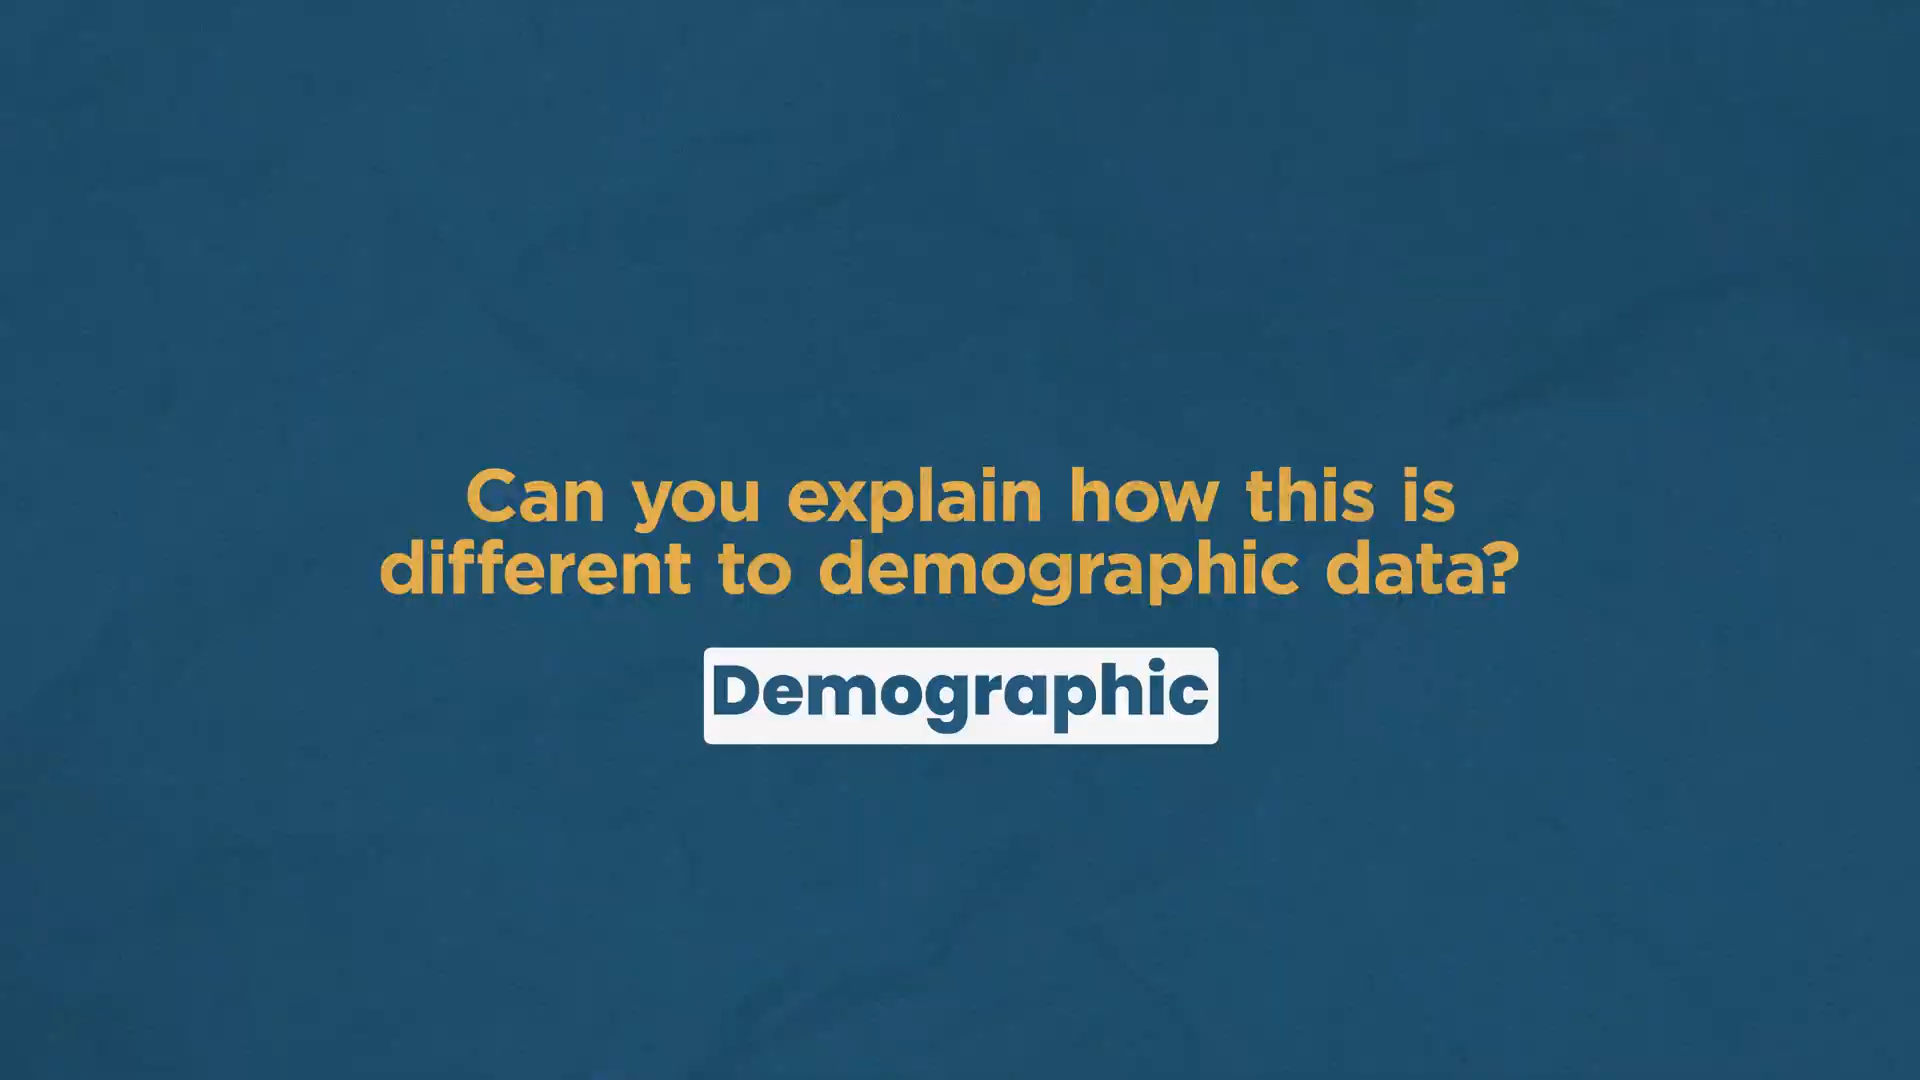 Can you explain how this is
different to demographic data?
Demographic